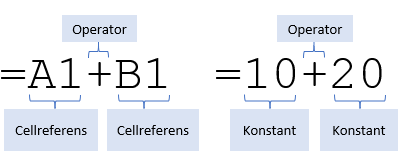 Operator
Operator
=A1+B1
=10+20
Cellreferens
Cellreferens
Konstant
Konstant